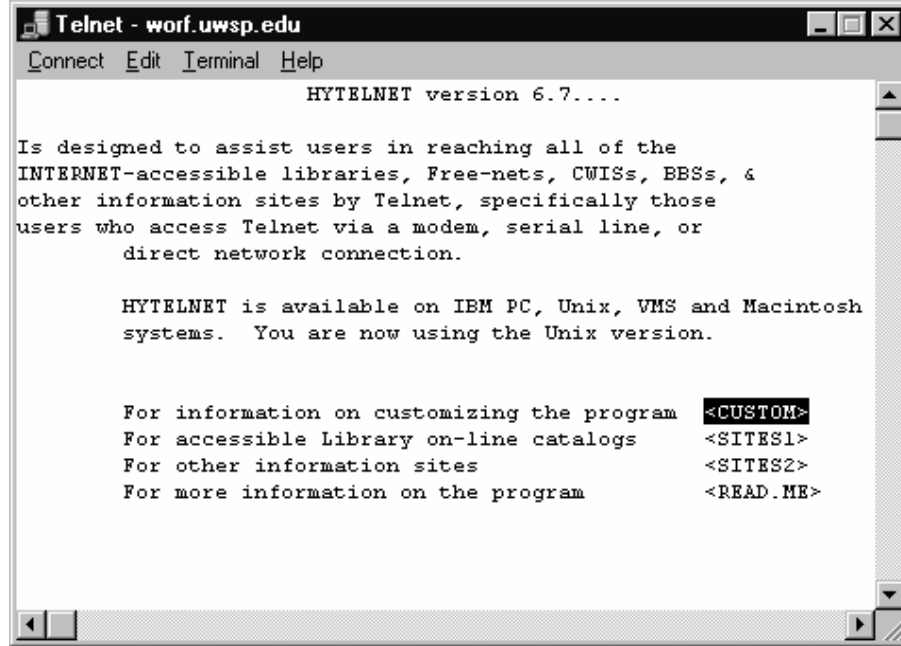 Telnet - worf.uwsp.edu
Connect Edit Terminal Help
HYTELNET version 6.7....
Is designed to assist users in reaching all of the
INTERNET-accessible libraries, Free-nets, CWISs, BBSs, &
other information sites by Telnet, specifically those
users who access Telnet via a modem, serial line, or
direct network connection.
HYTELNET is available on IBM PC, Unix, VMS and Macintosh
systems. You are now using the Unix version.
For information on customizing the program <CUSTOM>
For accessible Library on-line catalogs <SITES1>
For other information sites <SITES2>
For more information on the program <READ.ME>